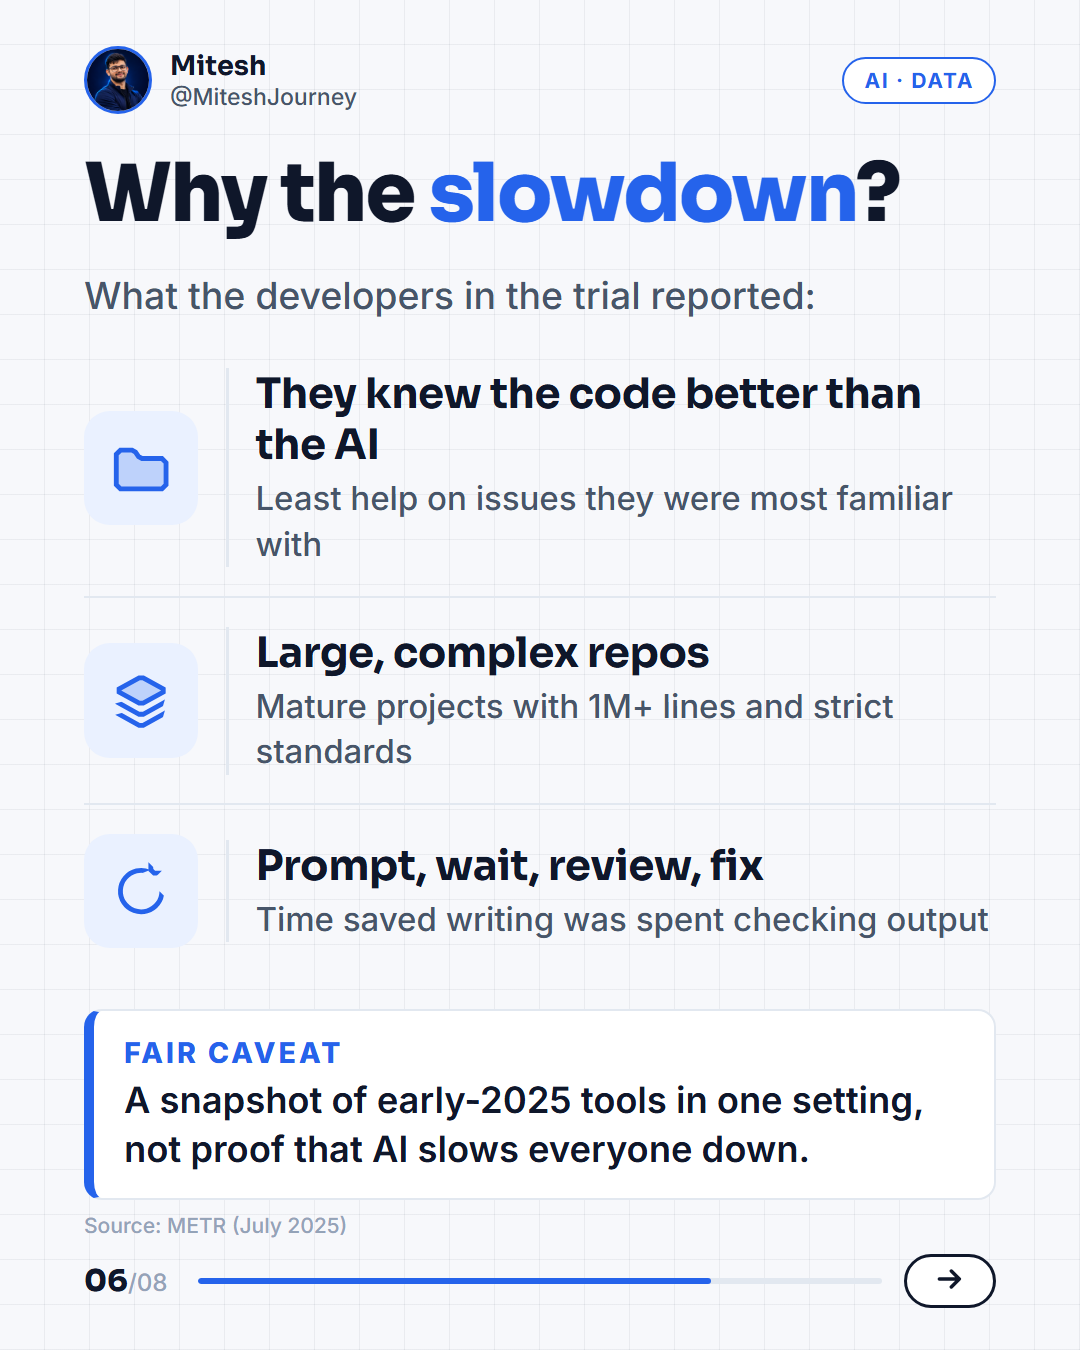 Mitesh
@MiteshJourney
AI · DATA
Why the slowdown?
What the developers in the trial reported:
They knew the code better than
the AI
Least help on issues they were most familiar
with
Large, complex repos
Mature projects with 1M+ lines and strict
standards
Prompt, wait, review, fix
Time saved writing was spent checking output
FAIR CAVEAT
A snapshot of early-2025 tools in one setting,
not proof that AI slows everyone down.
Source: METR (July 2025)
06/08